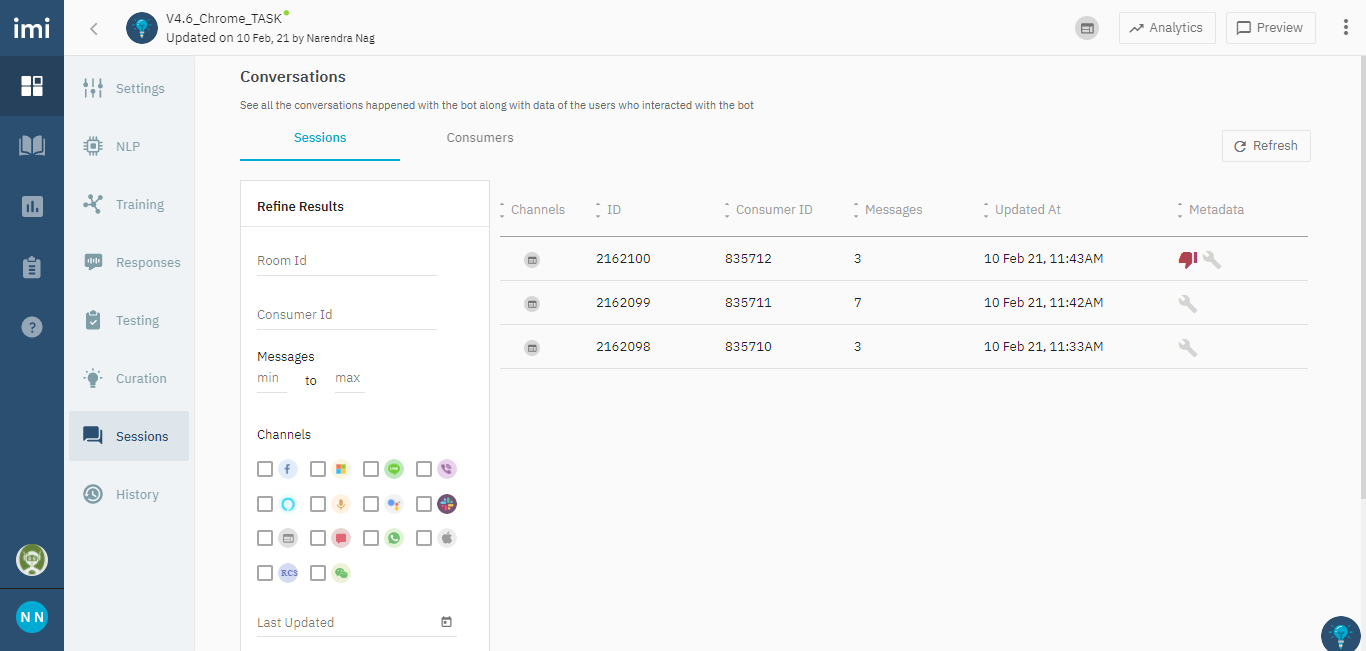 imi
V4.6_Chrome_TASK
Updated on 10 Feb, 21 by Narendra Nag
Analytics
Preview
Settings
NLP
Training
Responses
Testing
Curation
Sessions
History
N N
Conversations
See all the conversations happened with the bot along with data of the users who interacted with the bot
Sessions
Consumers
Refresh
Refine Results
Room Id
Consumer Id
Messages
min to max
Channels
LINE
RCS
Last Updated
Channels ID Consumer ID Messages Updated At Metadata
2162100 835712 3 10 Feb 21, 11:43AM
2162099 835711 7 10 Feb 21, 11:42AM
2162098 835710 3 10 Feb 21, 11:33AM